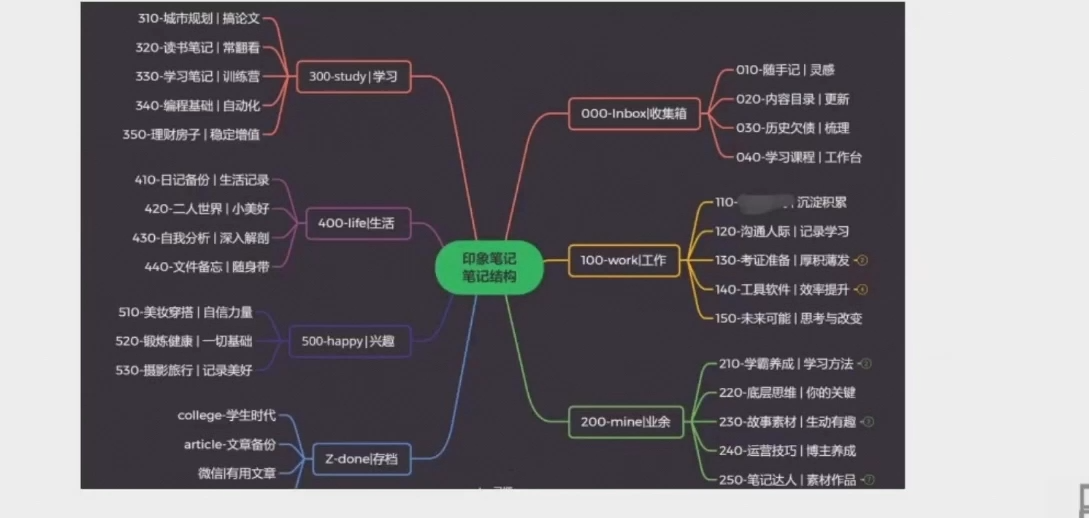 印象笔记
笔记结构
000-Inbox|收集箱
010-随手记 | 灵感
020-内容目录 | 更新
030-历史欠债 | 梳理
040-学习课程 | 工作台
100-work|工作
110- | 沉淀积累
120-沟通人际 | 记录学习
130-考证准备 | 厚积薄发
140-工具软件 | 效率提升
150-未来可能 | 思考与改变
200-mine|业余
210-学霸养成 | 学习方法
220-底层思维 | 你的关键
230-故事素材 | 生动有趣
240-运营技巧 | 博主养成
250-笔记达人 | 素材作品
300-study|学习
310-城市规划 | 搞论文
320-读书笔记 | 常翻看
330-学习笔记 | 训练营
340-编程基础 | 自动化
350-理财房子 | 稳定增值
400-life|生活
410-日记备份 | 生活记录
420-二人世界 | 小美好
430-自我分析 | 深入解剖
440-文件备忘 | 随身带
500-happy|兴趣
510-美妆穿搭 | 自信力量
520-锻炼健康 | 一切基础
530-摄影旅行 | 记录美好
Z-done|存档
college-学生时代
article-文章备份
微信|有用文章